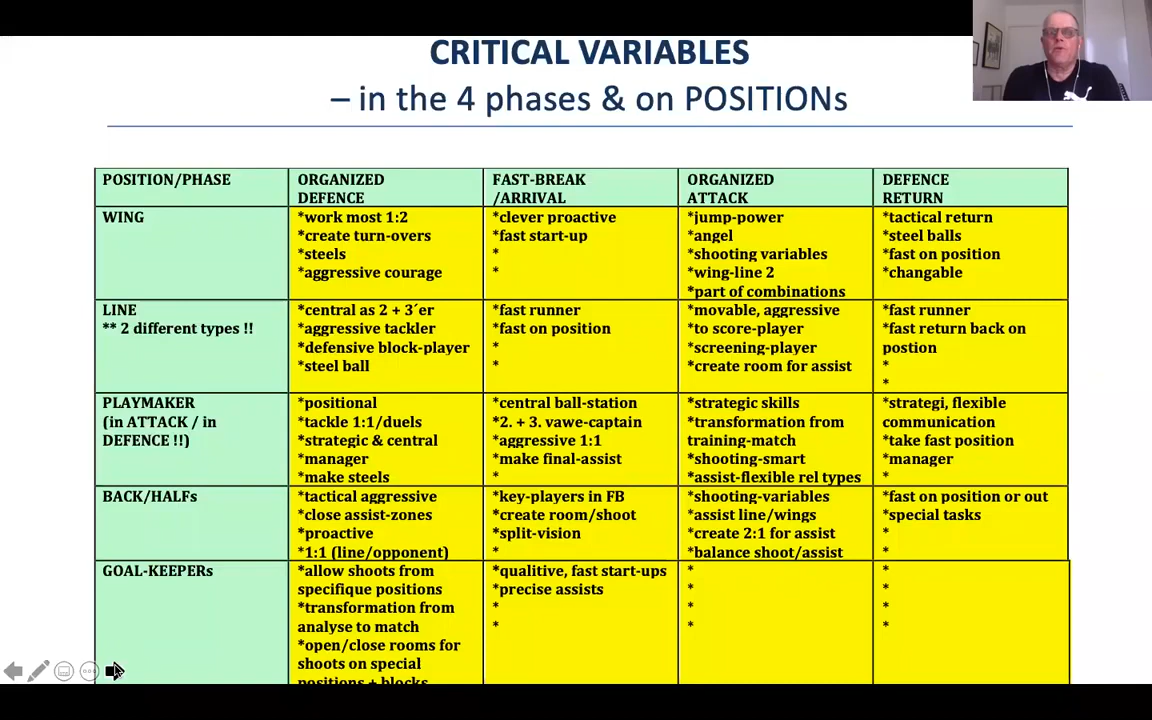 CRITICAL VARIABLES
– in the 4 phases & on POSITIONs
POSITION/PHASE
ORGANIZED
DEFENCE
FAST-BREAK
/ARRIVAL
ORGANIZED
ATTACK
DEFENCE
RETURN
WING
*work most 1:2
*create turn-overs
*steels
*aggressive courage
*clever proactive
*fast start-up
*
*
*jump-power
*angel
*shooting variables
*wing-line 2
*part of combinations
*tactical return
*steel balls
*fast on position
*changable
LINE
** 2 different types !!
*central as 2 + 3´er
*aggressive tackler
*defensive block-player
*steel ball
*fast runner
*fast on position
*
*
*movable, aggressive
*to score-player
*screening-player
*create room for assist
*fast runner
*fast return back on
postion
*
*
PLAYMAKER
(in ATTACK / in
DEFENCE !!)
*positional
*tackle 1:1/duels
*strategic & central
*manager
*make steels
*central ball-station
*2. + 3. vawe-captain
*aggressive 1:1
*make final-assist
*
*strategic skills
*transformation from
training-match
*shooting-smart
*assist-flexible rel types
*strategi, flexible
communication
*take fast position
*manager
*
BACK/HALFs
*tactical aggressive
*close assist-zones
*proactive
*1:1 (line/opponent)
*key-players in FB
*create room/shoot
*split-vision
*
*shooting-variables
*assist line/wings
*create 2:1 for assist
*balance shoot/assist
*fast on position or out
*special tasks
*
*
GOAL-KEEPERs
*allow shoots from
specifique positions
*transformation from
analyse to match
*open/close rooms for
shoots on special
positions + blocks
*qualitive, fast start-ups
*precise assists
*
*
*
*
*
*
*
*
*
*